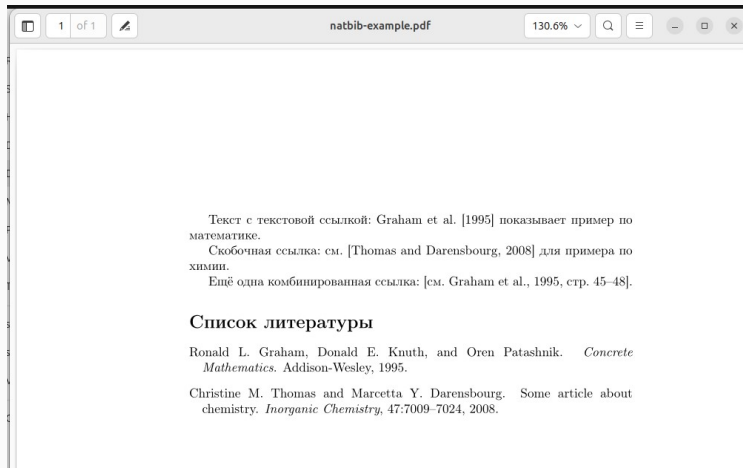 1 of 1
natbib-example.pdf
130.6%
Текст с текстовой ссылкой: Graham et al. [1995] показывает пример по
математике.
Скобочная ссылка: см. [Thomas and Darensbourg, 2008] для примера по
химии.
Ещё одна комбинированная ссылка: [см. Graham et al., 1995, стр. 45–48].
Список литературы
Ronald L. Graham, Donald E. Knuth, and Oren Patashnik. Concrete
Mathematics. Addison-Wesley, 1995.
Christine M. Thomas and Marcetta Y. Darensbourg. Some article about
chemistry. Inorganic Chemistry, 47:7009–7024, 2008.